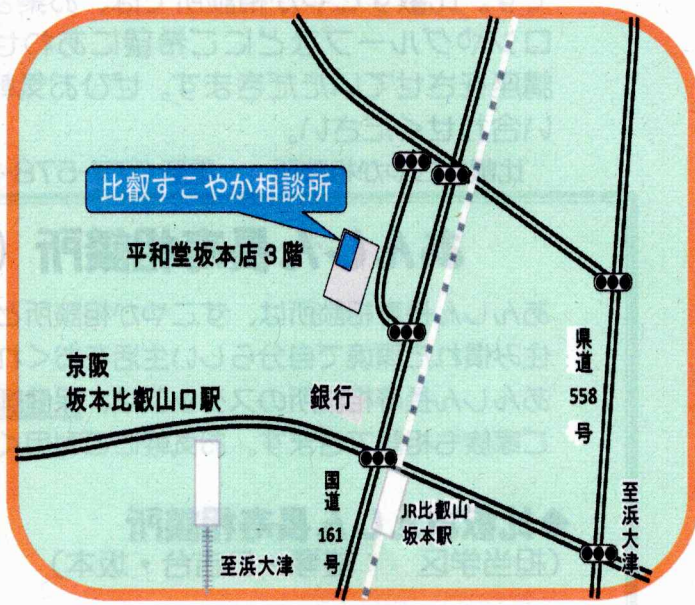 比叡すこやか相談所
平和堂坂本店3階
京阪
坂本比叡山口駅
銀行
県道
558
号
国道
161
号
JR比叡山
坂本駅
至浜大津
至浜大津